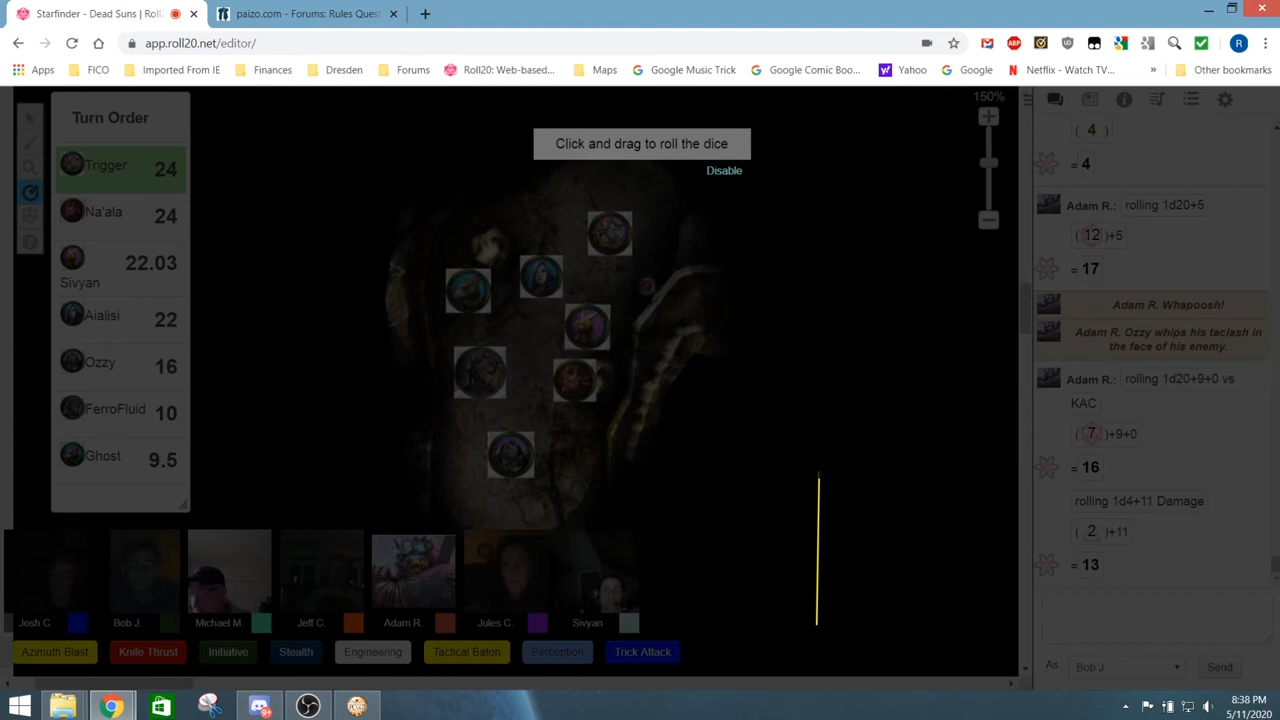 Starfinder - Dead Suns | Roll2
paizo.com - Forums: Rules Quest
app.roll20.net/editor/
Apps
FICO
Imported From IE
Finances
Dresden
Forums
Roll20: Web-based...
Maps
Google Music Trick
Google Comic Boo...
Yahoo
Google
Netflix - Watch TV...
»
Other bookmarks
Turn Order
Trigger 24
Na'ala 24
22.03
Sivyan
Aialisi 22
Ozzy 16
FerroFluid 10
Ghost 9.5
Click and drag to roll the dice
Disable
150%
( 4 )
= 4
Adam R.: rolling 1d20+5
( 12 )+5
= 17
Adam R. Whapoosh!
Adam R. Ozzy whips his taclash in
the face of his enemy.
Adam R.: rolling 1d20+9+0 vs
KAC
( 7 )+9+0
= 16
rolling 1d4+11 Damage
( 2 )+11
= 13
Josh C.
Bob J.
Michael M.
Jeff C.
Adam R.
Jules C.
Sivyan
Azimuth Blast
Knife Thrust
Initiative
Stealth
Engineering
Tactical Baton
Perception
Trick Attack
As Bob J Send
8:38 PM
5/11/2020